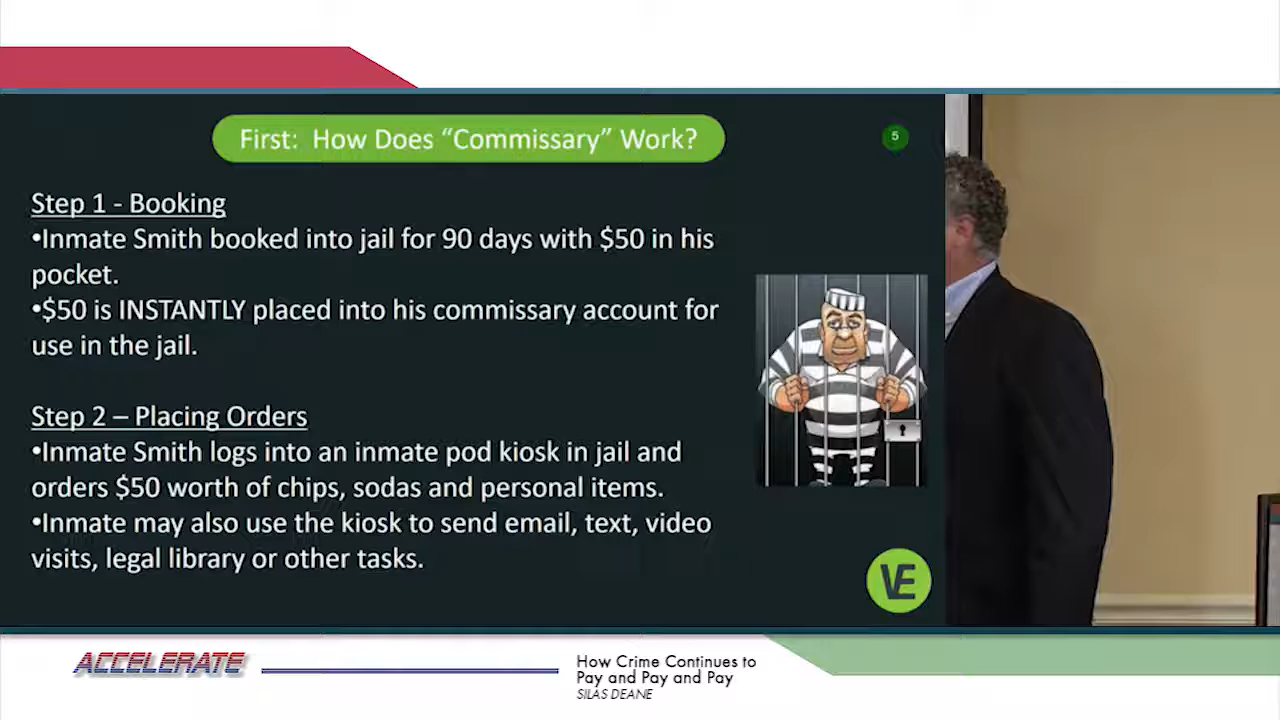 First: How Does “Commissary” Work?
5
Step 1 - Booking
•Inmate Smith booked into jail for 90 days with $50 in his
pocket.
•$50 is INSTANTLY placed into his commissary account for
use in the jail.
Step 2 – Placing Orders
•Inmate Smith logs into an inmate pod kiosk in jail and
orders $50 worth of chips, sodas and personal items.
•Inmate may also use the kiosk to send email, text, video
visits, legal library or other tasks.
VE
ACCELERATE
How Crime Continues to
Pay and Pay and Pay
SILAS DEANE